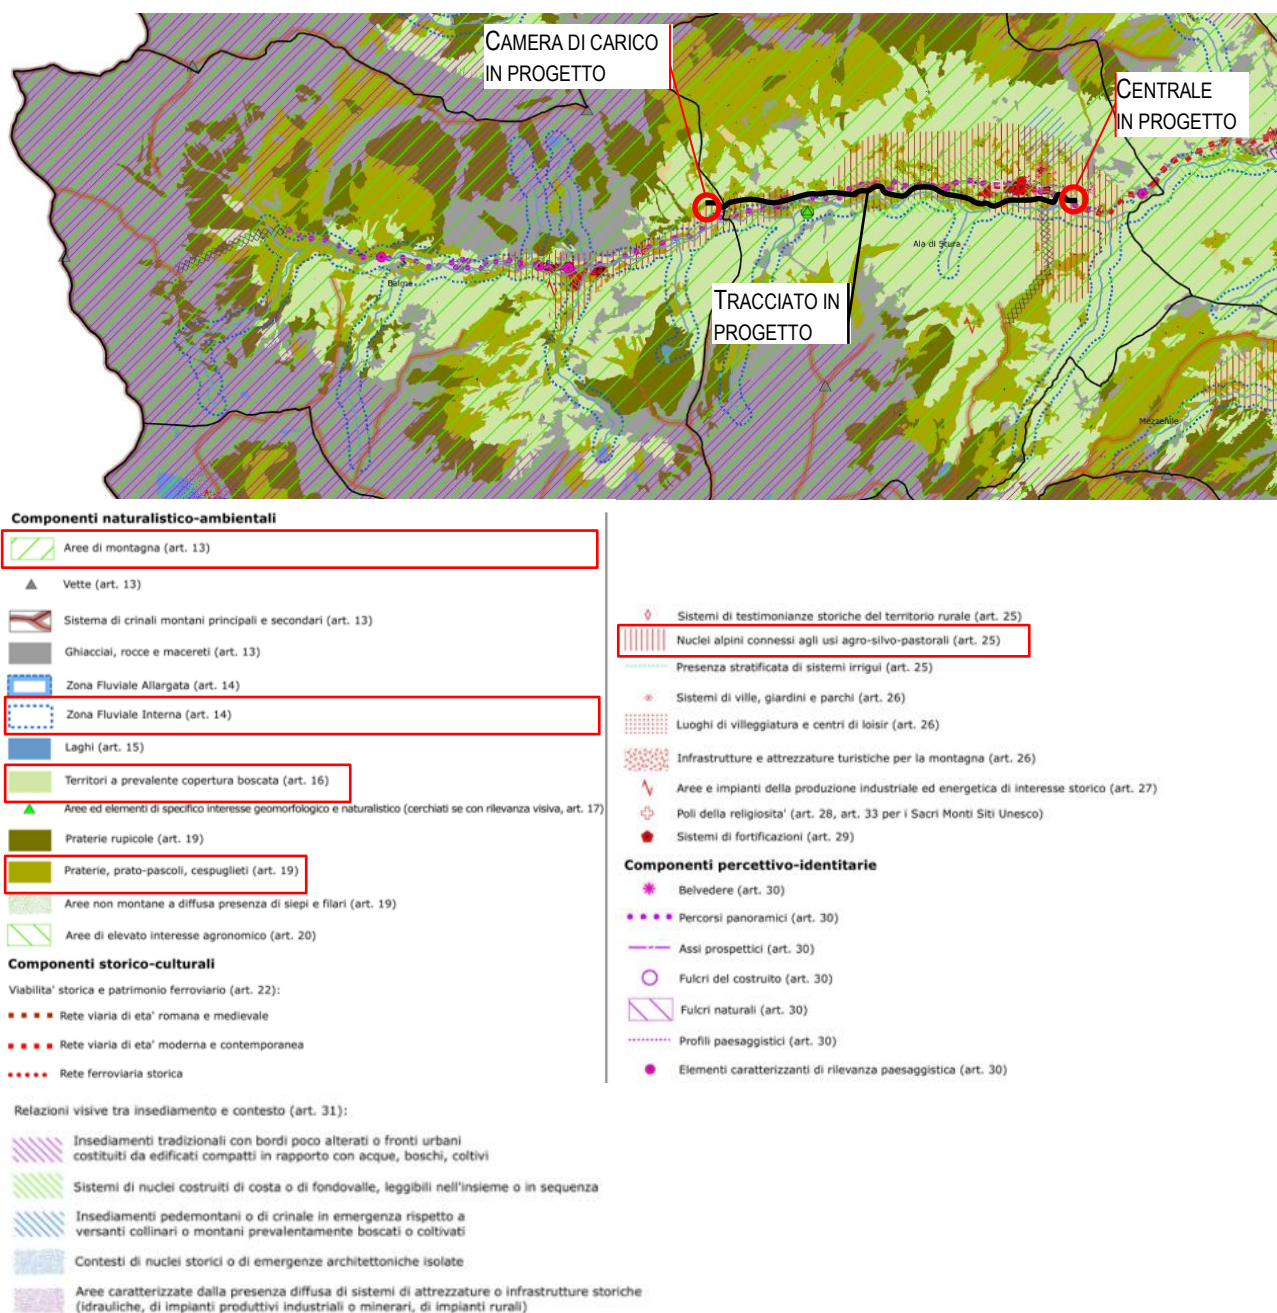 CAMERA DI CARICO
IN PROGETTO
CENTRALE
IN PROGETTO
Ala di Stura
Balme
TRACCIATO IN
PROGETTO
Mezzenile
Componenti naturalistico-ambientali
Aree di montagna (art. 13)
Vette (art. 13)
Sistema di crinali montani principali e secondari (art. 13)
Ghiacciai, rocce e macereti (art. 13)
Zona Fluviale Allargata (art. 14)
Zona Fluviale Interna (art. 14)
Laghi (art. 15)
Territori a prevalente copertura boscata (art. 16)
Aree ed elementi di specifico interesse geomorfologico e naturalistico (cerchiati se con rilevanza visiva, art. 17)
Praterie rupicole (art. 19)
Praterie, prato-pascoli, cespuglieti (art. 19)
Aree non montane a diffusa presenza di siepi e filari (art. 19)
Aree di elevato interesse agronomico (art. 20)
Componenti storico-culturali
Viabilita' storica e patrimonio ferroviario (art. 22):
Rete viaria di eta' romana e medievale
Rete viaria di eta' moderna e contemporanea
Rete ferroviaria storica
Sistemi di testimonianze storiche del territorio rurale (art. 25)
Nuclei alpini connessi agli usi agro-silvo-pastorali (art. 25)
Presenza stratificata di sistemi irrigui (art. 25)
Sistemi di ville, giardini e parchi (art. 26)
Luoghi di villeggiatura e centri di loisir (art. 26)
Infrastrutture e attrezzature turistiche per la montagna (art. 26)
Aree e impianti della produzione industriale ed energetica di interesse storico (art. 27)
Poli della religiosita' (art. 28, art. 33 per i Sacri Monti Siti Unesco)
Sistemi di fortificazioni (art. 29)
Componenti percettivo-identitarie
Belvedere (art. 30)
Percorsi panoramici (art. 30)
Assi prospettici (art. 30)
Fulcri del costruito (art. 30)
Fulcri naturali (art. 30)
Profili paesaggistici (art. 30)
Elementi caratterizzanti di rilevanza paesaggistica (art. 30)
Relazioni visive tra insediamento e contesto (art. 31):
Insediamenti tradizionali con bordi poco alterati o fronti urbani
costituiti da edificati compatti in rapporto con acque, boschi, coltivi
Sistemi di nuclei costruiti di costa o di fondovalle, leggibili nell'insieme o in sequenza
Insediamenti pedemontani o di crinale in emergenza rispetto a
versanti collinari o montani prevalentemente boscati o coltivati
Contesti di nuclei storici o di emergenze architettoniche isolate
Aree caratterizzate dalla presenza diffusa di sistemi di attrezzature o infrastrutture storiche
(idrauliche, di impianti produttivi industriali o minerari, di impianti rurali)